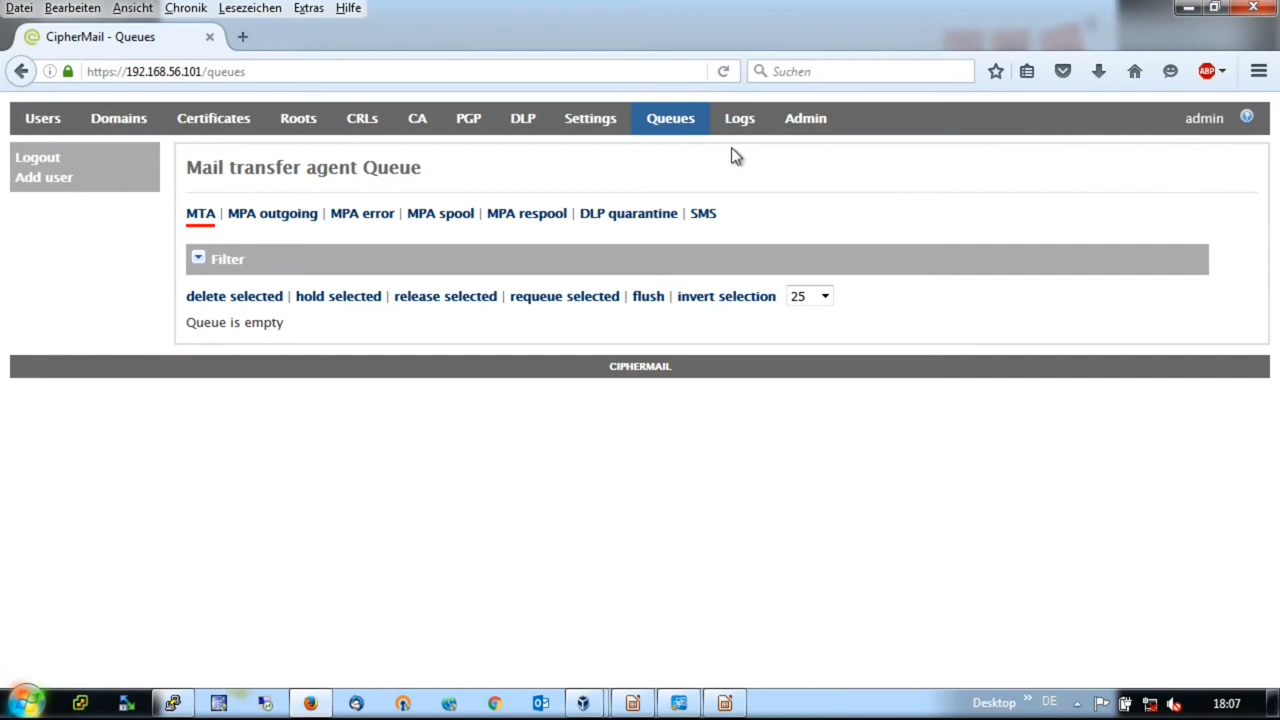 Datei Bearbeiten Ansicht Chronik Lesezeichen Extras Hilfe
CipherMail - Queues
https://192.168.56.101/queues
Suchen
ABP
Users Domains Certificates Roots CRLs CA PGP DLP Settings Queues Logs Admin admin
Logout
Add user
Mail transfer agent Queue
MTA | MPA outgoing | MPA error | MPA spool | MPA respool | DLP quarantine | SMS
Filter
delete selected | hold selected | release selected | requeue selected | flush | invert selection 25
Queue is empty
CIPHERMAIL
Desktop » DE 18:07